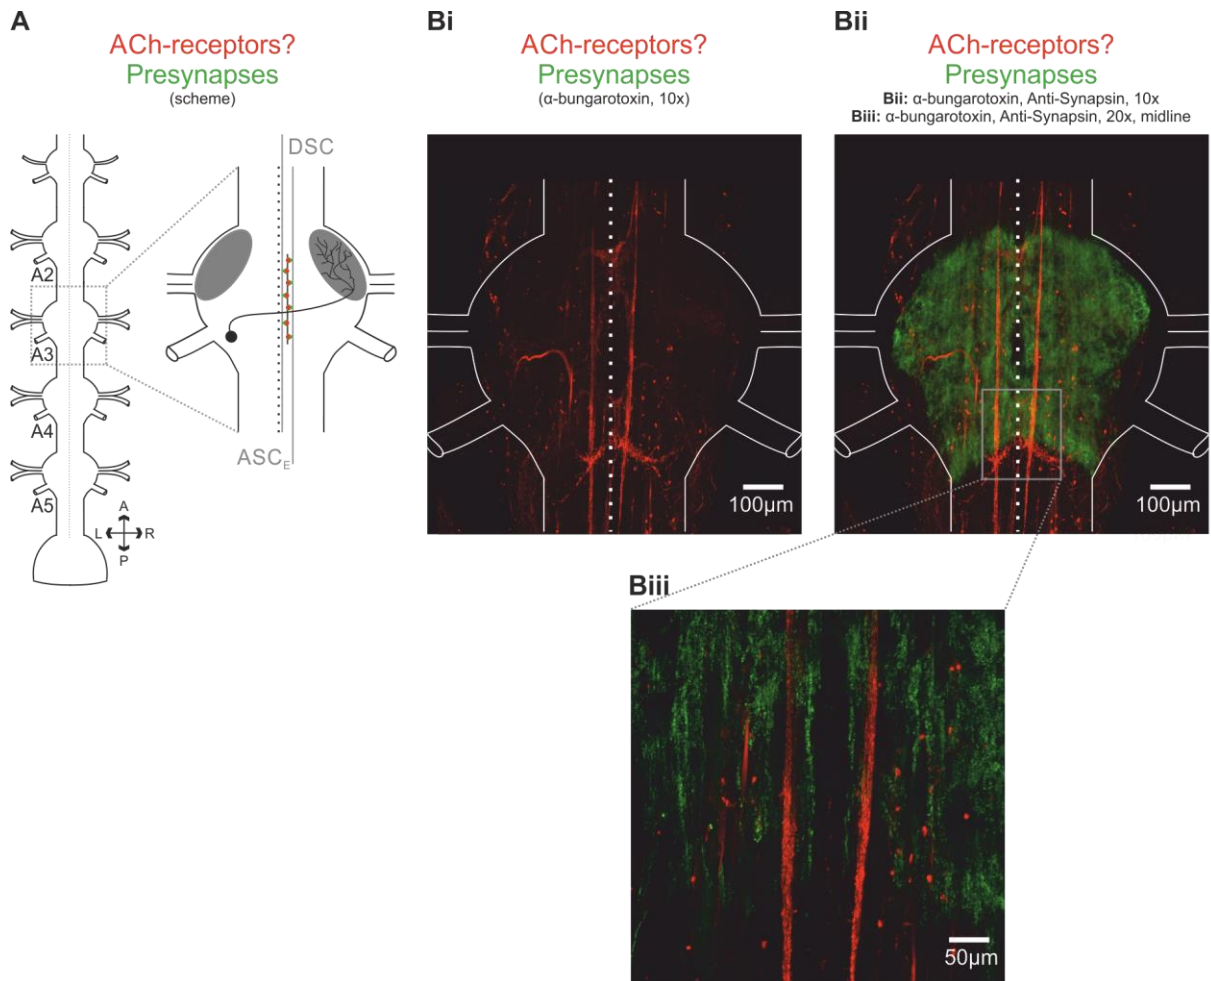 A
ACh-receptors?
Presynapses
(scheme)
DSC
A2
A3
A4
A5
ASC_E
A
L R
P
Bi
ACh-receptors?
Presynapses
(α-bungarotoxin, 10x)
100µm
Bii
ACh-receptors?
Presynapses
Bii: α-bungarotoxin, Anti-Synapsin, 10x
Biii: α-bungarotoxin, Anti-Synapsin, 20x, midline
100µm
Biii
50µm